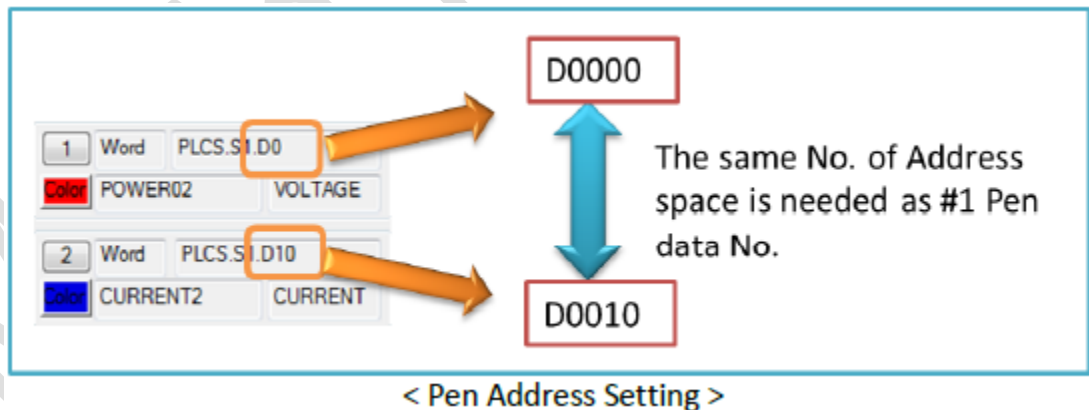 D0000
1 Word PLCS.S1.D0
Color POWER02 VOLTAGE
2 Word PLCS.S1.D10
Color CURRENT2 CURRENT
The same No. of Address
space is needed as #1 Pen
data No.
D0010
< Pen Address Setting >